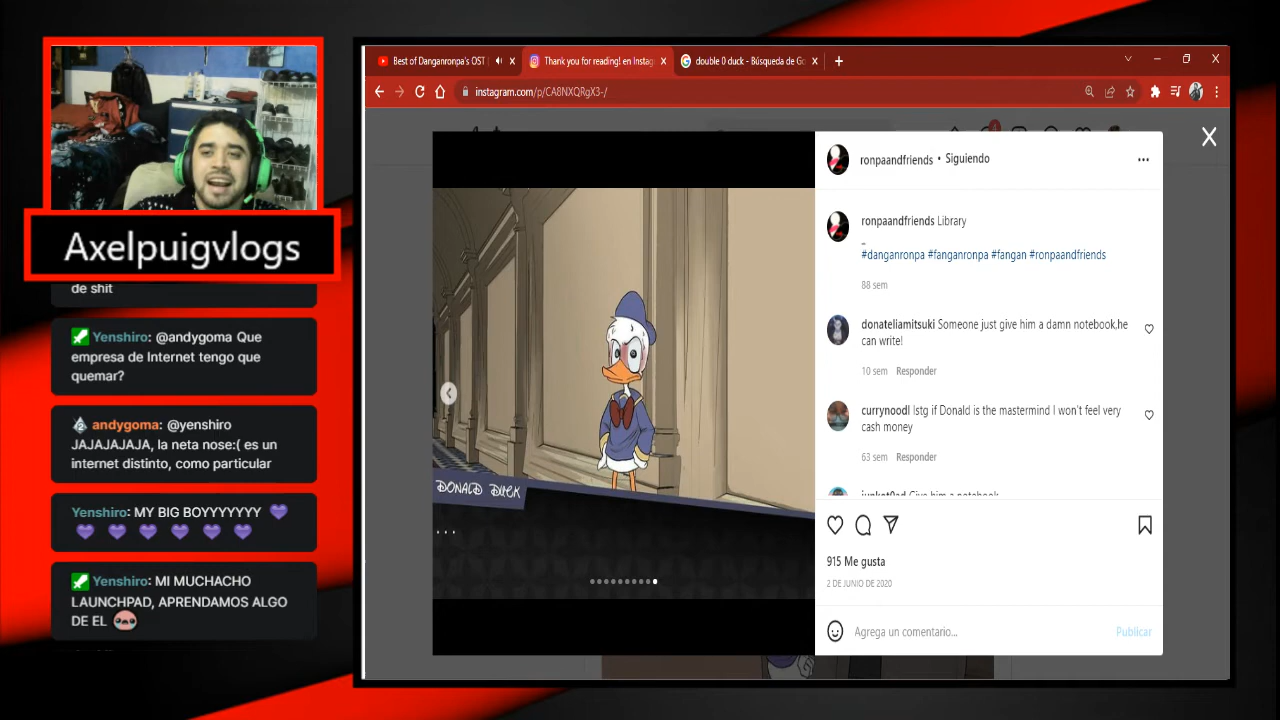 Axelpuigvlogs
de shit
Yenshiro: @andygoma Que
empresa de Internet tengo que
quemar?
andygoma: @yenshiro
JAJAJAJAJA, la neta nose:( es un
internet distinto, como particular
Yenshiro: MY BIG BOYYYYYYY 💜
💜 💜 💜 💜 💜 💜
Yenshiro: MI MUCHACHO
LAUNCHPAD, APRENDAMOS ALGO
DE EL
Best of Danganronpa's OST
Thank you for reading! en Instag
double 0 duck - Búsqueda de Go
instagram.com/p/CA8NXQRgX3-/
DONALD DUCK
...
ronpaandfriends • Siguiendo
ronpaandfriends Library
_
#danganronpa #fanganronpa #fangan #ronpaandfriends
88 sem
donateliamitsuki Someone just give him a damn notebook,he
can write!
10 sem Responder
currynoodl Istg if Donald is the mastermind I won't feel very
cash money
63 sem Responder
Give him a notebook
915 Me gusta
2 DE JUNIO DE 2020
Agrega un comentario...
Publicar